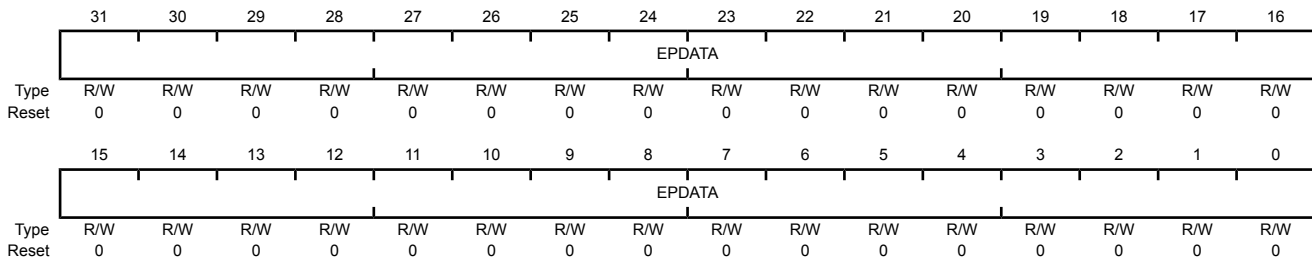 31 30 29 28 27 26 25 24 23 22 21 20 19 18 17 16
EPDATA
Type R/W R/W R/W R/W R/W R/W R/W R/W R/W R/W R/W R/W R/W R/W R/W R/W
Reset 0 0 0 0 0 0 0 0 0 0 0 0 0 0 0 0
15 14 13 12 11 10 9 8 7 6 5 4 3 2 1 0
EPDATA
Type R/W R/W R/W R/W R/W R/W R/W R/W R/W R/W R/W R/W R/W R/W R/W R/W
Reset 0 0 0 0 0 0 0 0 0 0 0 0 0 0 0 0